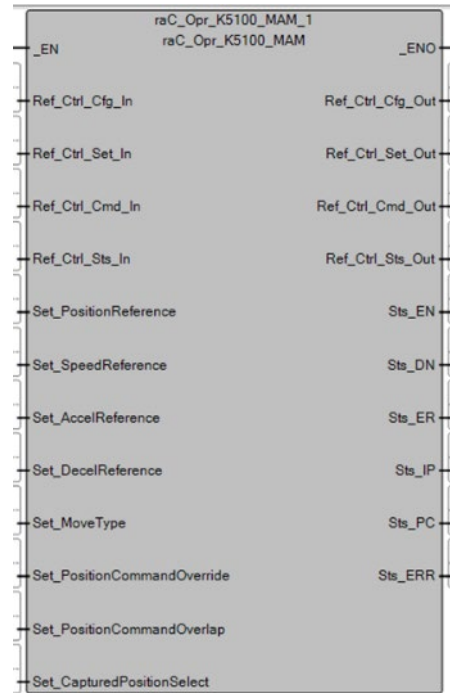 raC_Opr_K5100_MAM_1
raC_Opr_K5100_MAM
_EN _ENO
Ref_Ctrl_Cfg_In Ref_Ctrl_Cfg_Out
Ref_Ctrl_Set_In Ref_Ctrl_Set_Out
Ref_Ctrl_Cmd_In Ref_Ctrl_Cmd_Out
Ref_Ctrl_Sts_In Ref_Ctrl_Sts_Out
Set_PositionReference Sts_EN
Set_SpeedReference Sts_DN
Set_AccelReference Sts_ER
Set_DecelReference Sts_IP
Set_MoveType Sts_PC
Set_PositionCommandOverride Sts_ERR
Set_PositionCommandOverlap
Set_CapturedPositionSelect